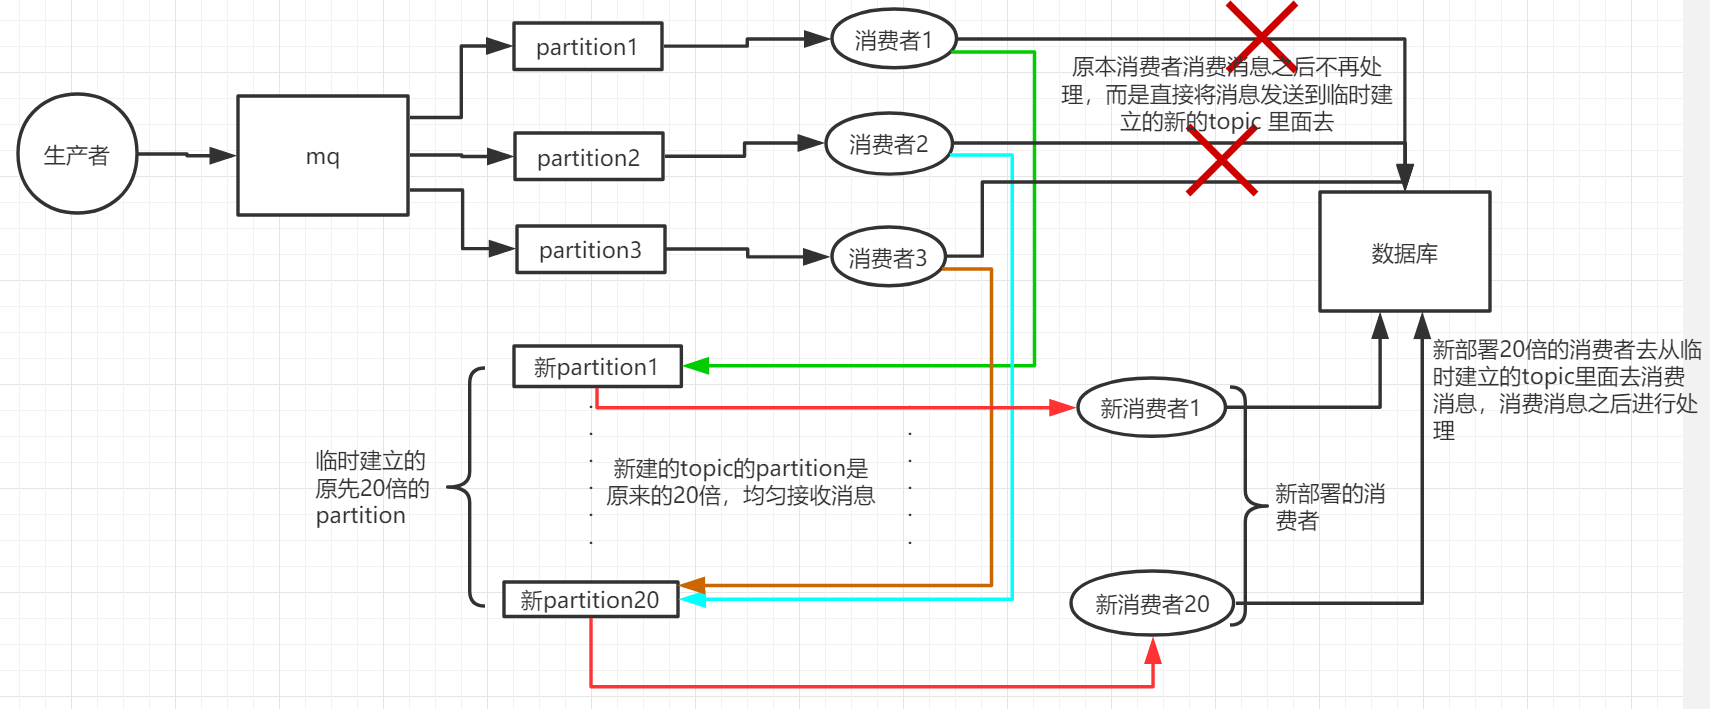 生产者
mq
partition1
partition2
partition3
消费者1
消费者2
消费者3
原本消费者消费消息之后不再处
理，而是直接将消息发送到临时建
立的新的topic 里面去
数据库
新partition1
新partition20
临时建立的
原先20倍的
partition
新建的topic的partition是
原来的20倍，均匀接收消息
新消费者1
新消费者20
新部署的消
费者
新部署20倍的消费者去从临
时建立的topic里面去消费
消息，消费消息之后进行处
理